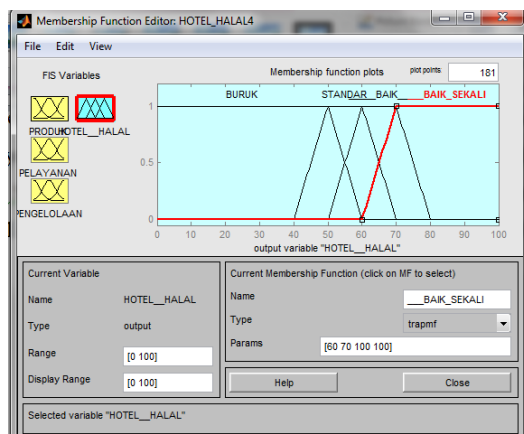 Membership Function Editor: HOTEL_HALAL4
File Edit View
FIS Variables
PRODUK
HOTEL__HALAL
PELAYANAN
PENGELOLAAN
Membership function plots
plot points:
181
BURUK
STANDAR__BAIK
____BAIK_SEKALI
1
0.5
0
0 10 20 30 40 50 60 70 80 90 100
output variable "HOTEL__HALAL"
Current Variable
Name HOTEL__HALAL
Type output
Range [0 100]
Display Range [0 100]
Current Membership Function (click on MF to select)
Name ___BAIK_SEKALI
Type trapmf
Params [60 70 100 100]
Help Close
Selected variable "HOTEL__HALAL"